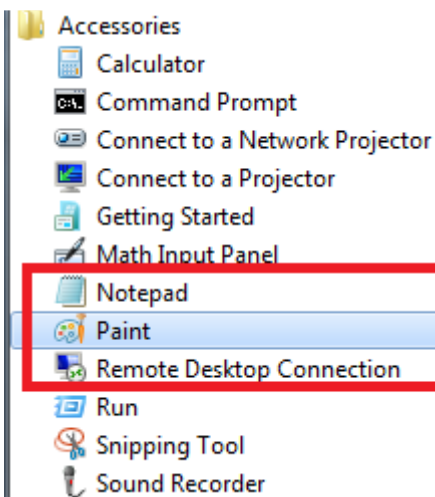 Accessories
Calculator
Command Prompt
Connect to a Network Projector
Connect to a Projector
Getting Started
Math Input Panel
Notepad
Paint
Remote Desktop Connection
Run
Snipping Tool
Sound Recorder